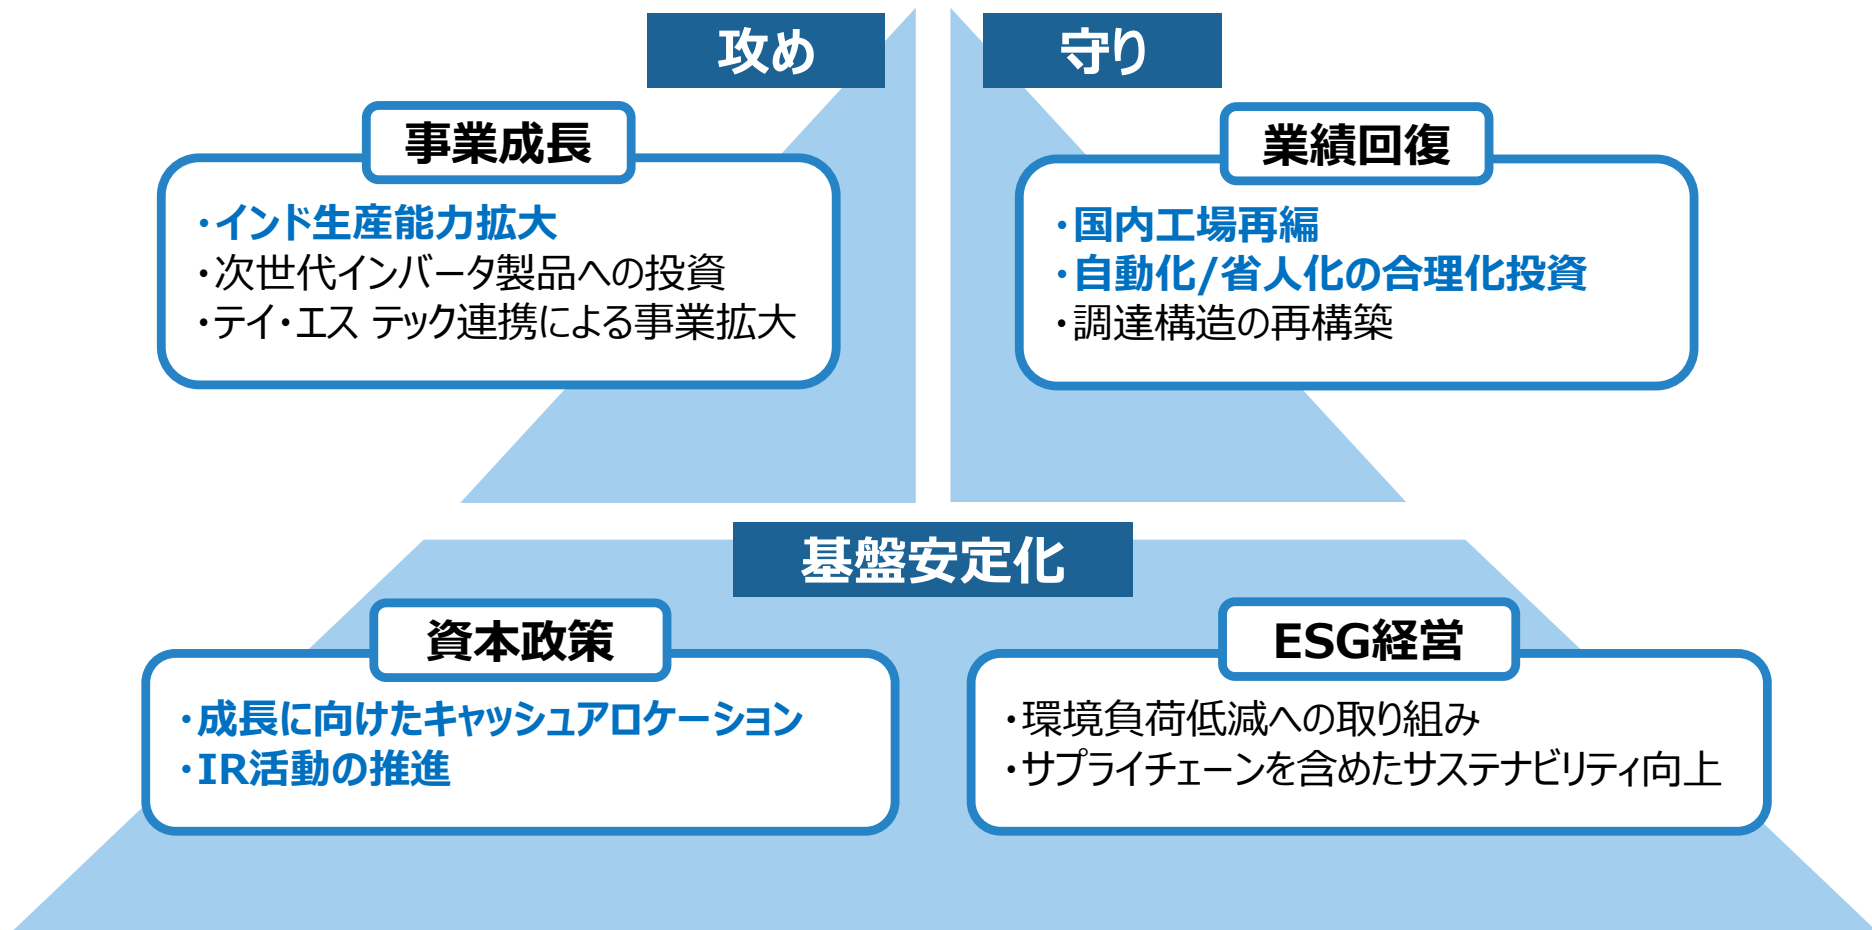 攻め
守り
事業成長
・インド生産能力拡大
・次世代インバータ製品への投資
・テイ・エス テック連携による事業拡大
業績回復
・国内工場再編
・自動化/省人化の合理化投資
・調達構造の再構築
基盤安定化
資本政策
・成長に向けたキャッシュアロケーション
・IR活動の推進
ESG経営
・環境負荷低減への取り組み
・サプライチェーンを含めたサステナビリティ向上